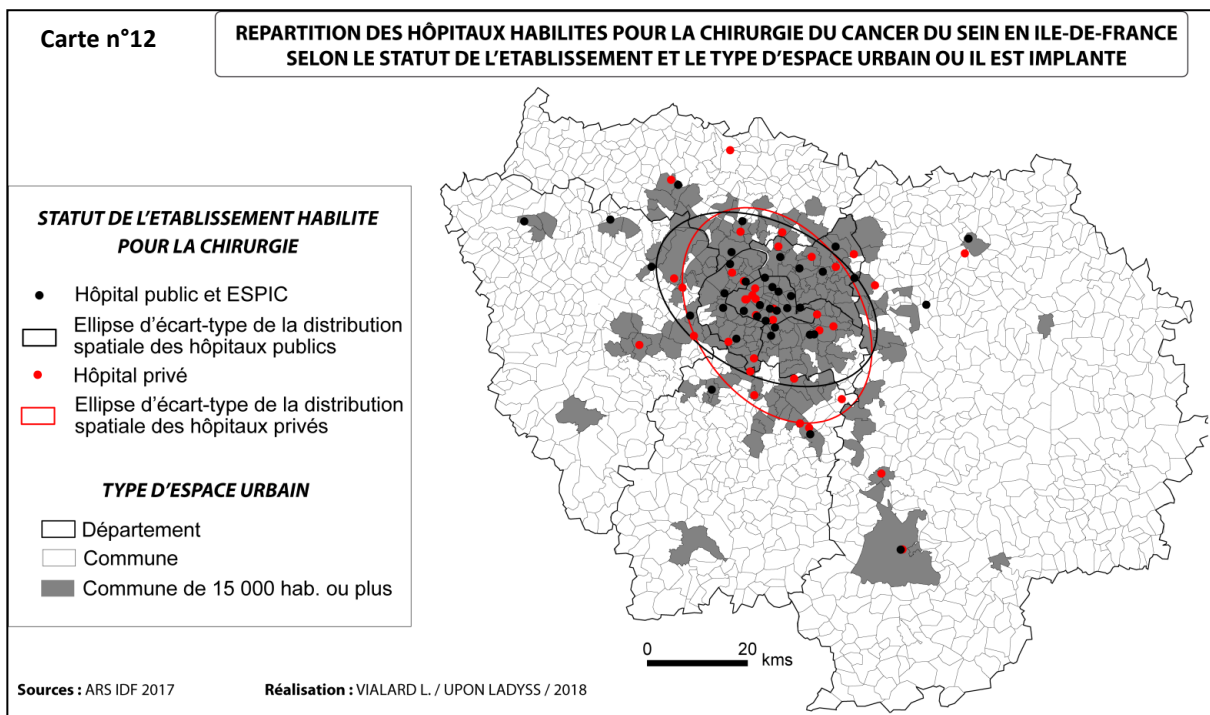 Carte n°12
REPARTITION DES HÔPITAUX HABILITES POUR LA CHIRURGIE DU CANCER DU SEIN EN ILE-DE-FRANCE
SELON LE STATUT DE L'ETABLISSEMENT ET LE TYPE D'ESPACE URBAIN OU IL EST IMPLANTE
STATUT DE L'ETABLISSEMENT HABILITE
POUR LA CHIRURGIE
Hôpital public et ESPIC
Ellipse d'écart-type de la distribution
spatiale des hôpitaux publics
Hôpital privé
Ellipse d'écart-type de la distribution
spatiale des hôpitaux privés
TYPE D'ESPACE URBAIN
Département
Commune
Commune de 15 000 hab. ou plus
0 20
kms
Sources : ARS IDF 2017 Réalisation : VIALARD L. / UPON LADYSS / 2018